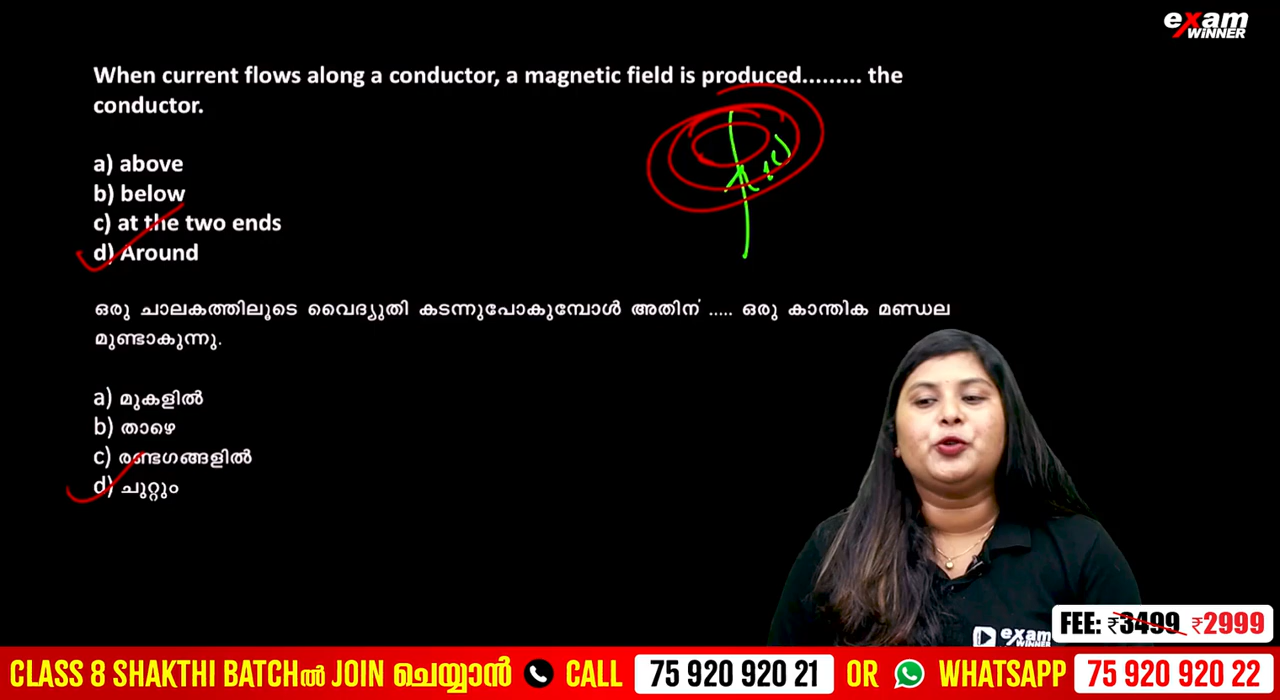 exam
WINNER
When current flows along a conductor, a magnetic field is produced......... the
conductor.
a) above
b) below
c) at the two ends
d) Around
ഒരു ചാലകത്തിലൂടെ വൈദ്യുതി കടന്നുപോകുമ്പോൾ അതിന് ..... ഒരു കാന്തിക മണ്ഡല
മുണ്ടാകുന്നു.
a) മുകളിൽ
b) താഴെ
c) രണ്ടഗങ്ങളിൽ
d) ചുറ്റും
exam
WINNER
FEE: ₹3499 ₹2999
CLASS 8 SHAKTHI BATCHൽ JOIN ചെയ്യാൻ CALL 75 920 920 21 OR WHATSAPP 75 920 920 22